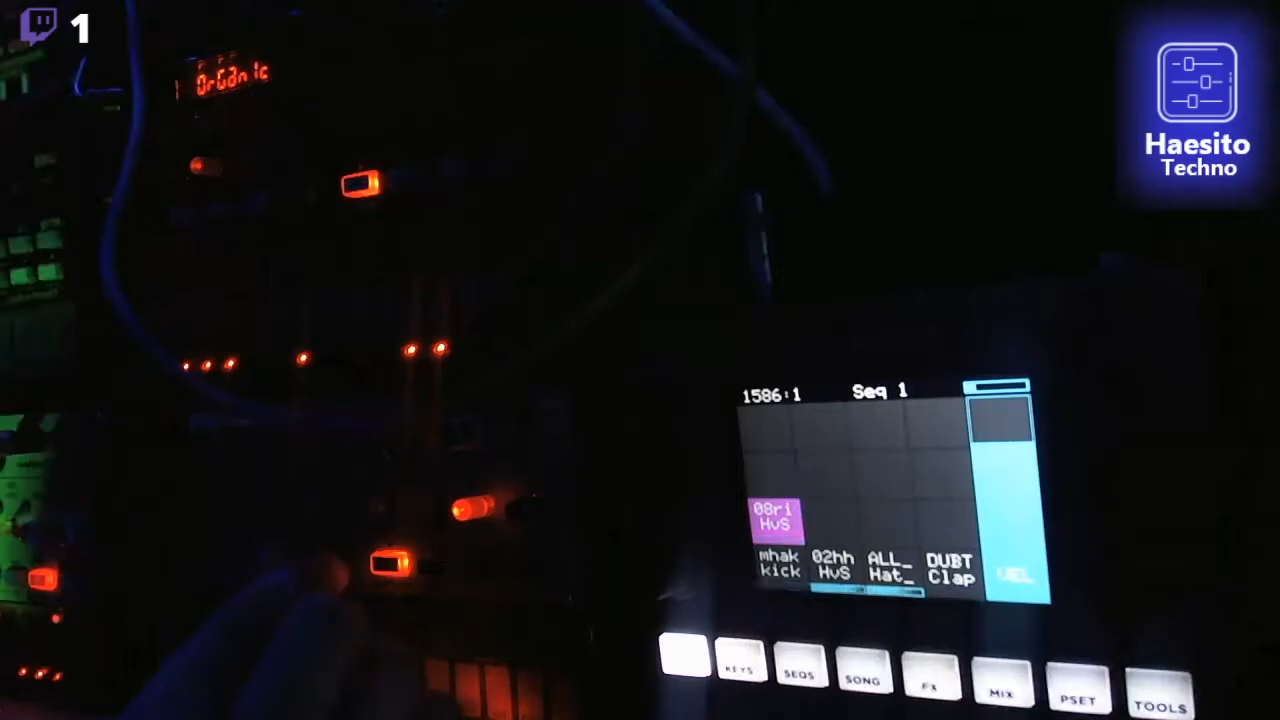 1
OrGanic
Haesito
Techno
1586:1
Seq 1
08ri
HvS
mhak
kick
02hh
HvS
ALL_
Hat_
DUBT
Clap
KEYS
SEQS
SONG
FX
MIX
PSET
TOOLS